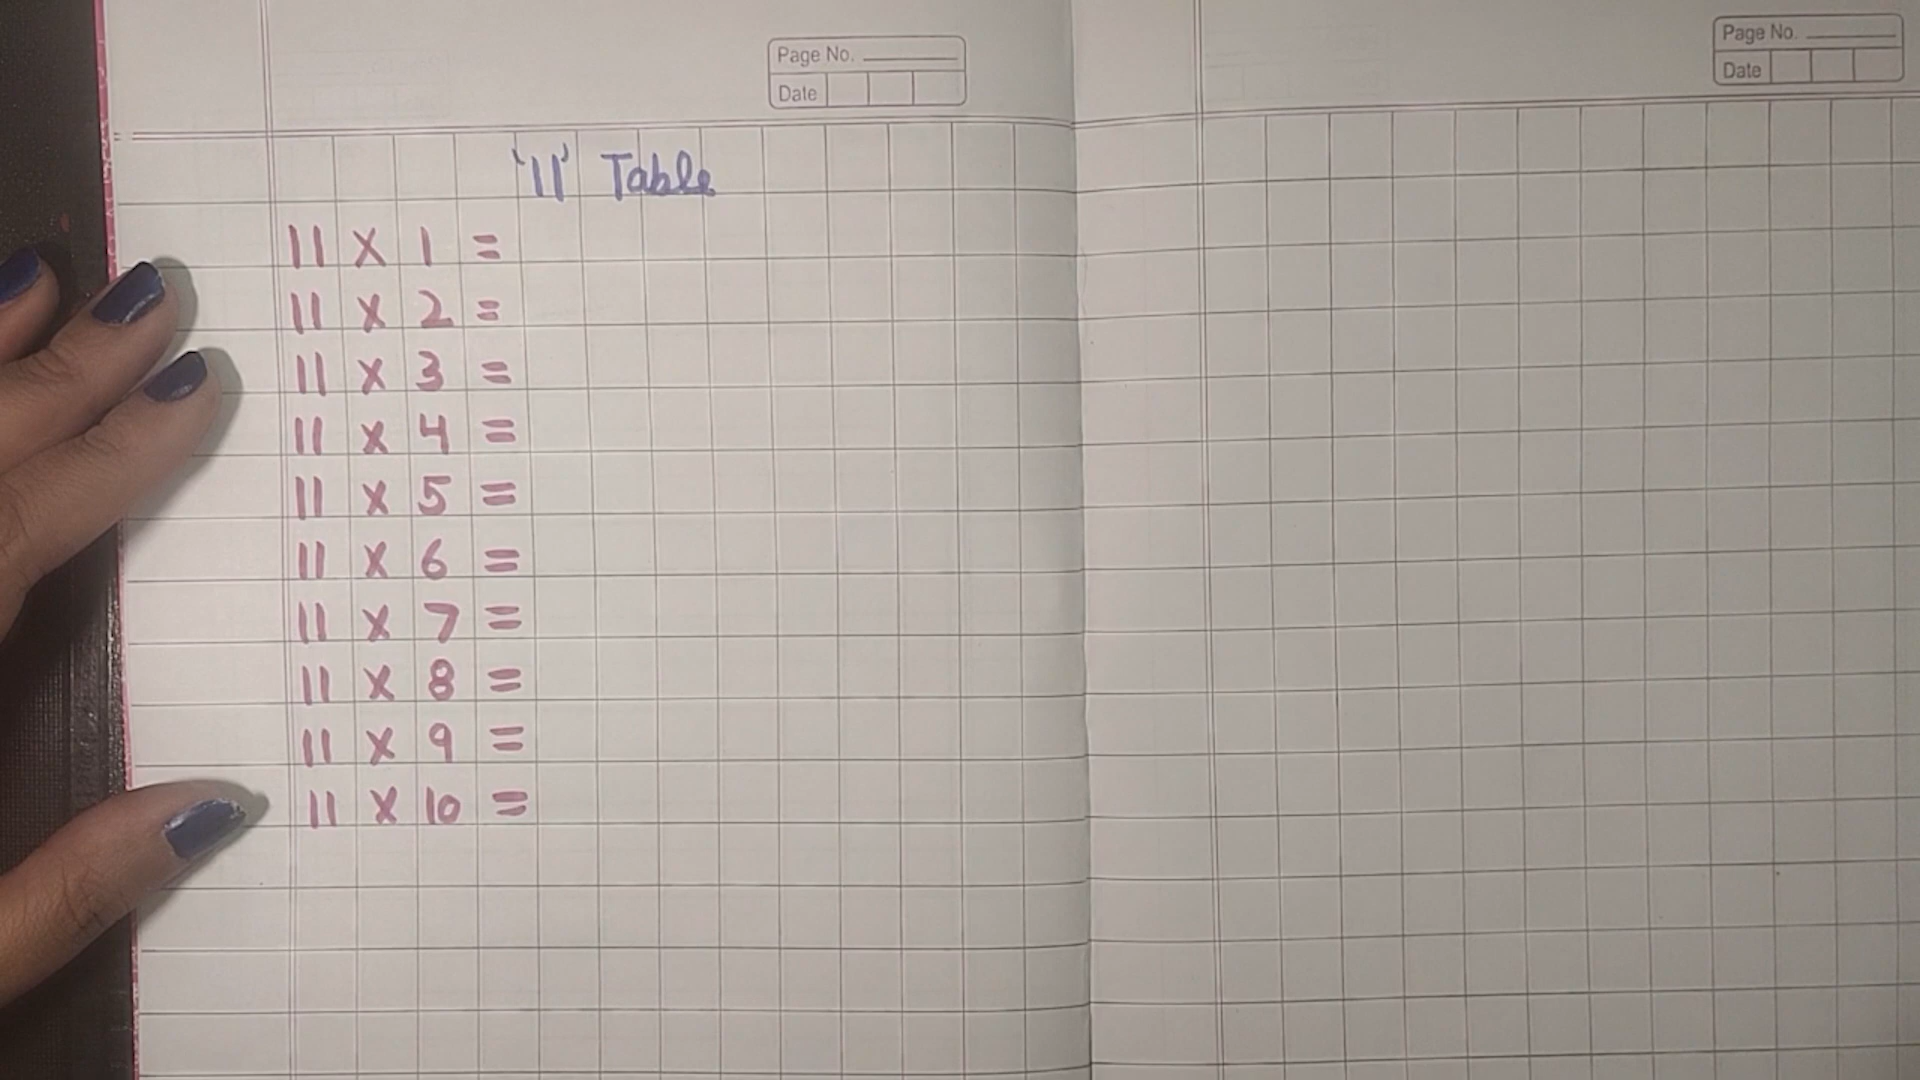 Page No.
Date
Page No.
Date
'11' Table
11 x 1 =
11 x 2 =
11 x 3 =
11 x 4 =
11 x 5 =
11 x 6 =
11 x 7 =
11 x 8 =
11 x 9 =
11 x 10 =